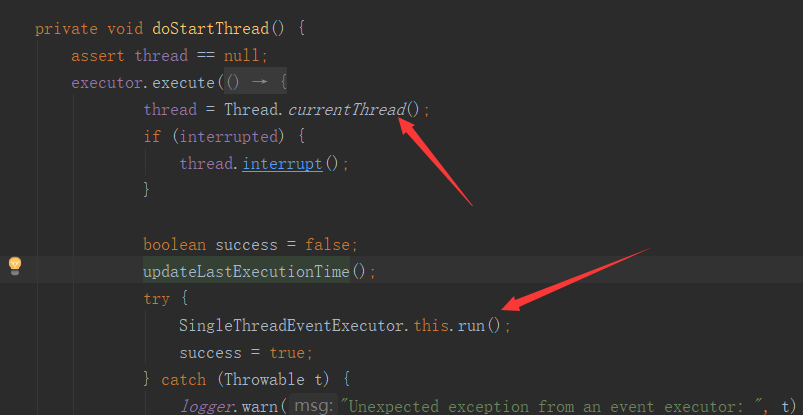 private void doStartThread() {
assert thread == null;
executor.execute(() → {
thread = Thread.currentThread();
if (interrupted) {
thread.interrupt();
}
boolean success = false;
updateLastExecutionTime();
try {
SingleThreadEventExecutor.this.run();
success = true;
} catch (Throwable t) {
logger.warn( msg: "Unexpected exception from an event executor: ", t)